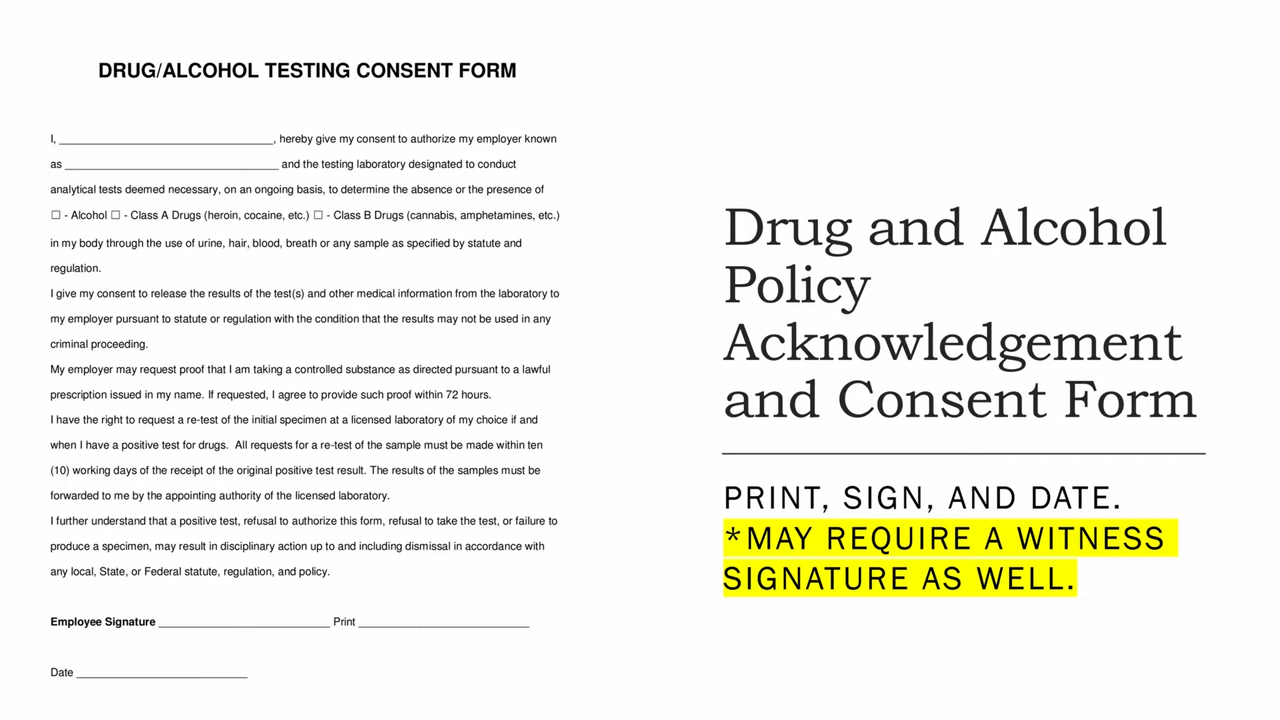 DRUG/ALCOHOL TESTING CONSENT FORM
I, ___________________________________, hereby give my consent to authorize my employer known
as ___________________________________ and the testing laboratory designated to conduct
analytical tests deemed necessary, on an ongoing basis, to determine the absence or the presence of
☐ - Alcohol ☐ - Class A Drugs (heroin, cocaine, etc.) ☐ - Class B Drugs (cannabis, amphetamines, etc.)
in my body through the use of urine, hair, blood, breath or any sample as specified by statute and
regulation.
I give my consent to release the results of the test(s) and other medical information from the laboratory to
my employer pursuant to statute or regulation with the condition that the results may not be used in any
criminal proceeding.
My employer may request proof that I am taking a controlled substance as directed pursuant to a lawful
prescription issued in my name. If requested, I agree to provide such proof within 72 hours.
I have the right to request a re-test of the initial specimen at a licensed laboratory of my choice if and
when I have a positive test for drugs.  All requests for a re-test of the sample must be made within ten
(10) working days of the receipt of the original positive test result. The results of the samples must be
forwarded to me by the appointing authority of the licensed laboratory.
I further understand that a positive test, refusal to authorize this form, refusal to take the test, or failure to
produce a specimen, may result in disciplinary action up to and including dismissal in accordance with
any local, State, or Federal statute, regulation, and policy.
Employee Signature ____________________________ Print ____________________________
Date ____________________________
Drug and Alcohol
Policy
Acknowledgement
and Consent Form
PRINT, SIGN, AND DATE.
*MAY REQUIRE A WITNESS
SIGNATURE AS WELL.